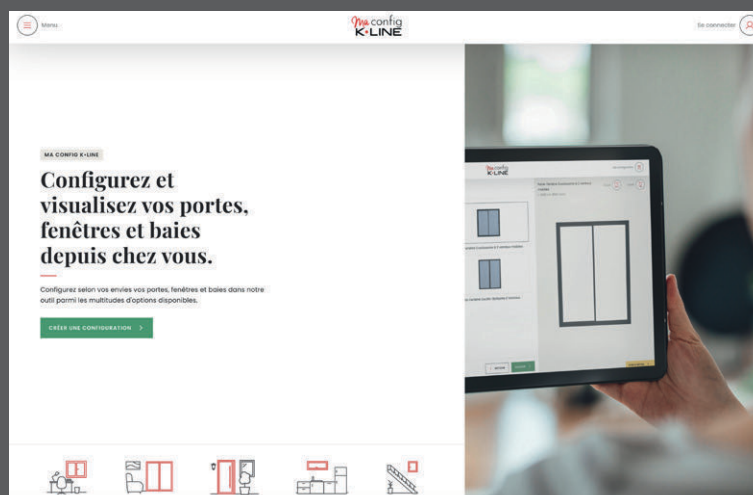 Menu
Ma config
K•LINE
Se connecter
MA CONFIG K•LINE
Configurez et
visualisez vos portes,
fenêtres et baies
depuis chez vous.
Configurez selon vos envies vos portes, fenêtres et baies dans notre
outil parmi les multitudes d'options disponibles.
CRÉER UNE CONFIGURATION >
Ma config
K•LINE